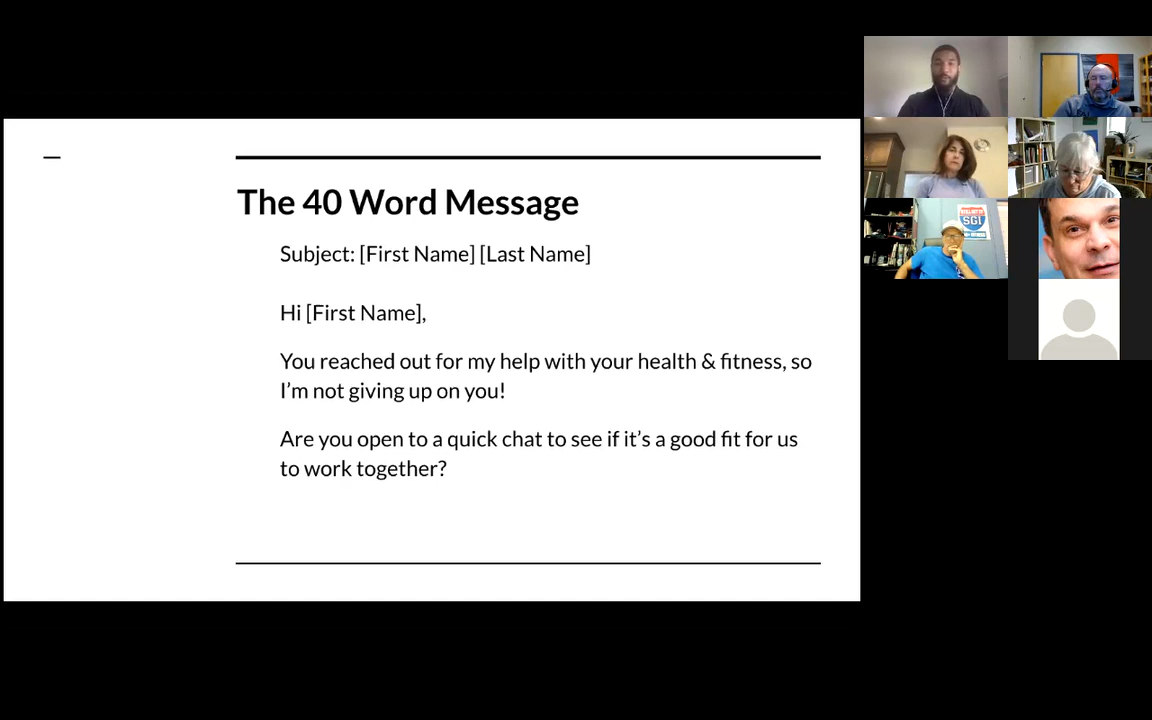 The 40 Word Message
Subject: [First Name] [Last Name]
Hi [First Name],
You reached out for my help with your health & fitness, so
I'm not giving up on you!
Are you open to a quick chat to see if it's a good fit for us
to work together?
SGI